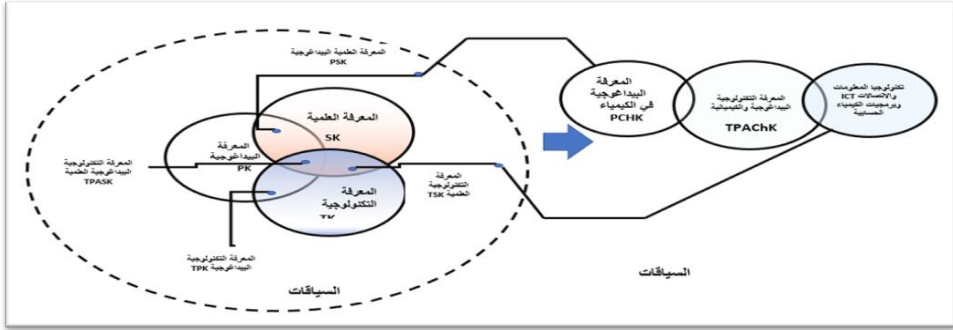 المعرفة العلمية البيداغوجية
PSK
المعرفة العلمية
SK
المعرفة
البيداغوجية
PK
المعرفة التكنولوجية
البيداغوجية العلمية
TPASK
المعرفة
التكنولوجية
المعرفة
التكنولوجية
العلمية TSK
المعرفة التكنولوجية
البيداغوجية TPK
السياقات
المعرفة
البيداغوجية
في الكيمياء
PCHK
المعرفة التكنولوجية
البيداغوجية والكيميائية
TPAChK
تكنولوجيا المعلومات
والاتصالات ICT
وبرمجيات الكيمياء
الحسابية
السياقات